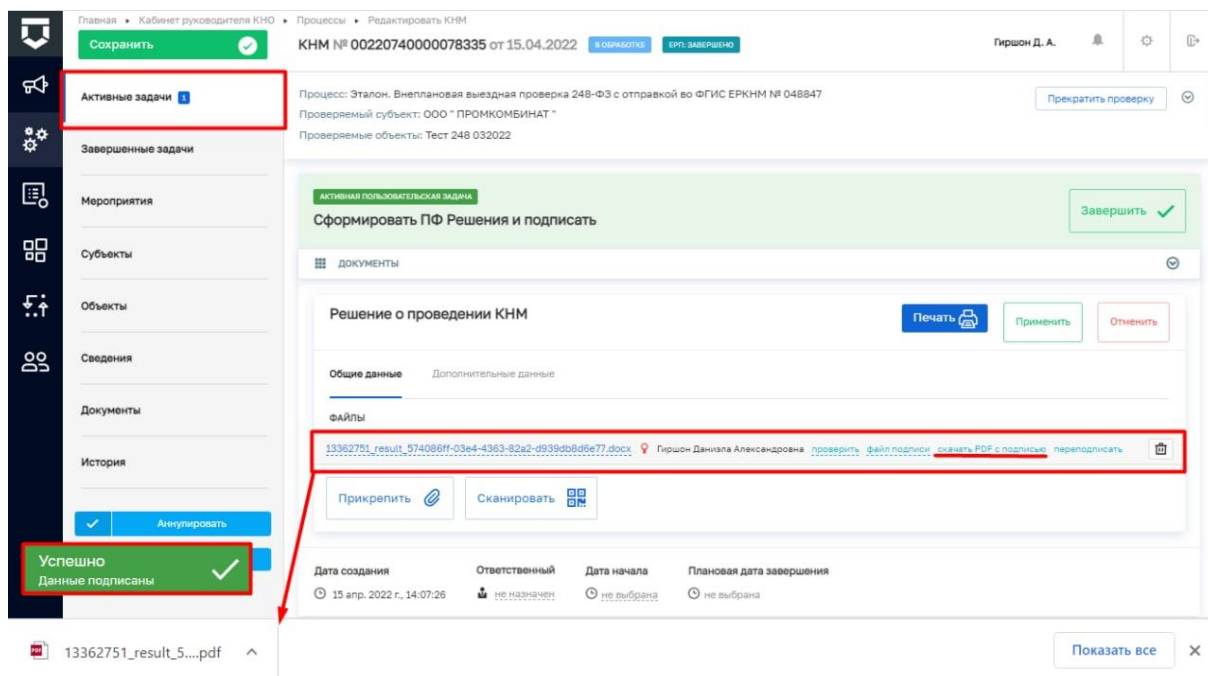 Главная ▸ Кабинет руководителя КНО ▸ Процессы ▸ Редактировать КНМ
Сохранить
КНМ № 00220740000078335 от 15.04.2022 В ОБРАБОТКЕ ЕРП: ЗАВЕРШЕНО
Гиршон Д. А.
Активные задачи 1
Завершенные задачи
Мероприятия
Субъекты
Объекты
Сведения
Документы
История
Аннулировать
Процесс: Эталон. Внеплановая выездная проверка 248-ФЗ с отправкой во ФГИС ЕРКНМ № 048847
Прекратить проверку
Проверяемый субъект: ООО " ПРОМКОМБИНАТ "
Проверяемые объекты: Тест 248 032022
АКТИВНАЯ ПОЛЬЗОВАТЕЛЬСКАЯ ЗАДАЧА
Сформировать ПФ Решения и подписать
Завершить
ДОКУМЕНТЫ
Решение о проведении КНМ
Печать
Применить
Отменить
Общие данные Дополнительные данные
ФАЙЛЫ
13362751_result_574086ff-03e4-4363-82a2-d939db8d6e77.docx Гиршон Даниэла Александровна проверить файл подписи скачать PDF с подписью переподписать
Прикрепить
Сканировать
Успешно
Данные подписаны
Дата создания Ответственный Дата начала Плановая дата завершения
15 апр. 2022 г., 14:07:26 не назначен не выбрана не выбрана
13362751_result_5....pdf
Показать все